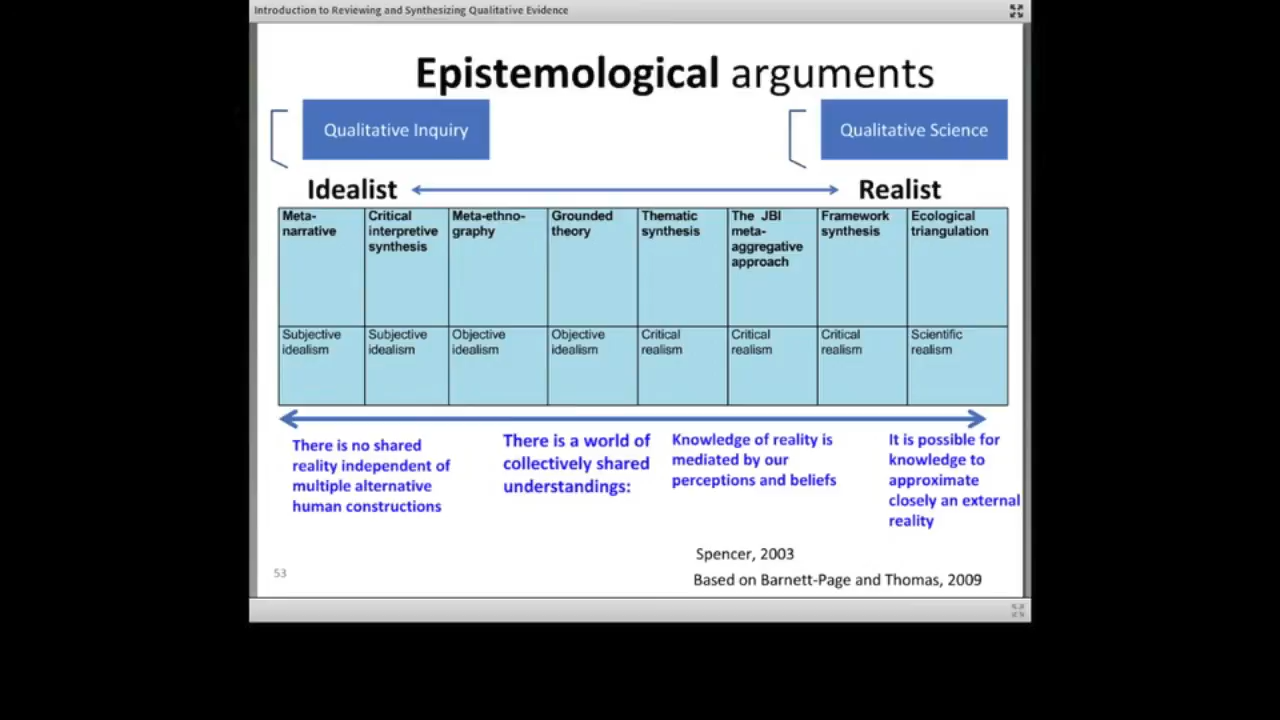 Introduction to Reviewing and Synthesizing Qualitative Evidence
Epistemological arguments
Qualitative Inquiry
Qualitative Science
Idealist
Realist
Meta-
narrative
Critical
interpretive
synthesis
Meta-ethno-
graphy
Grounded
theory
Thematic
synthesis
The JBI
meta-
aggregative
approach
Framework
synthesis
Ecological
triangulation
Subjective
idealism
Subjective
idealism
Objective
idealism
Objective
idealism
Critical
realism
Critical
realism
Critical
realism
Scientific
realism
There is no shared
reality independent of
multiple alternative
human constructions
There is a world of
collectively shared
understandings:
Knowledge of reality is
mediated by our
perceptions and beliefs
It is possible for
knowledge to
approximate
closely an external
reality
Spencer, 2003
Based on Barnett-Page and Thomas, 2009
53